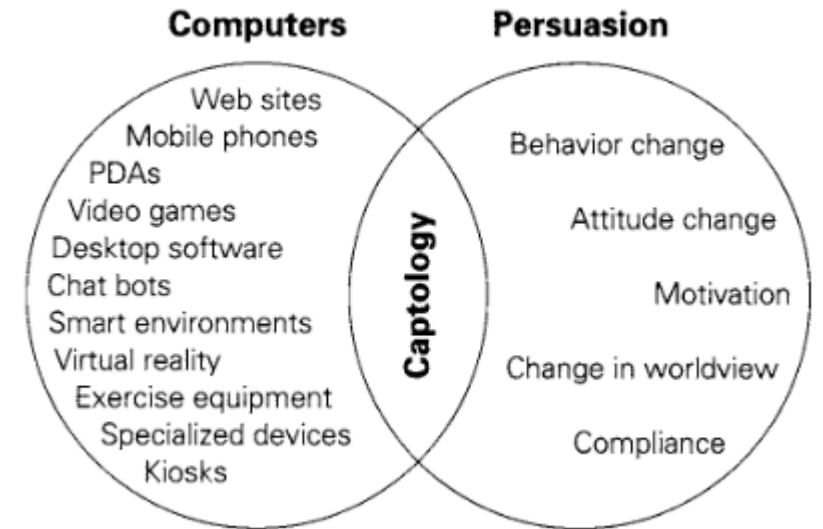 Computers
Persuasion
Web sites
Mobile phones
PDAs
Video games
Desktop software
Chat bots
Smart environments
Virtual reality
Exercise equipment
Specialized devices
Kiosks
Captology
Behavior change
Attitude change
Motivation
Change in worldview
Compliance